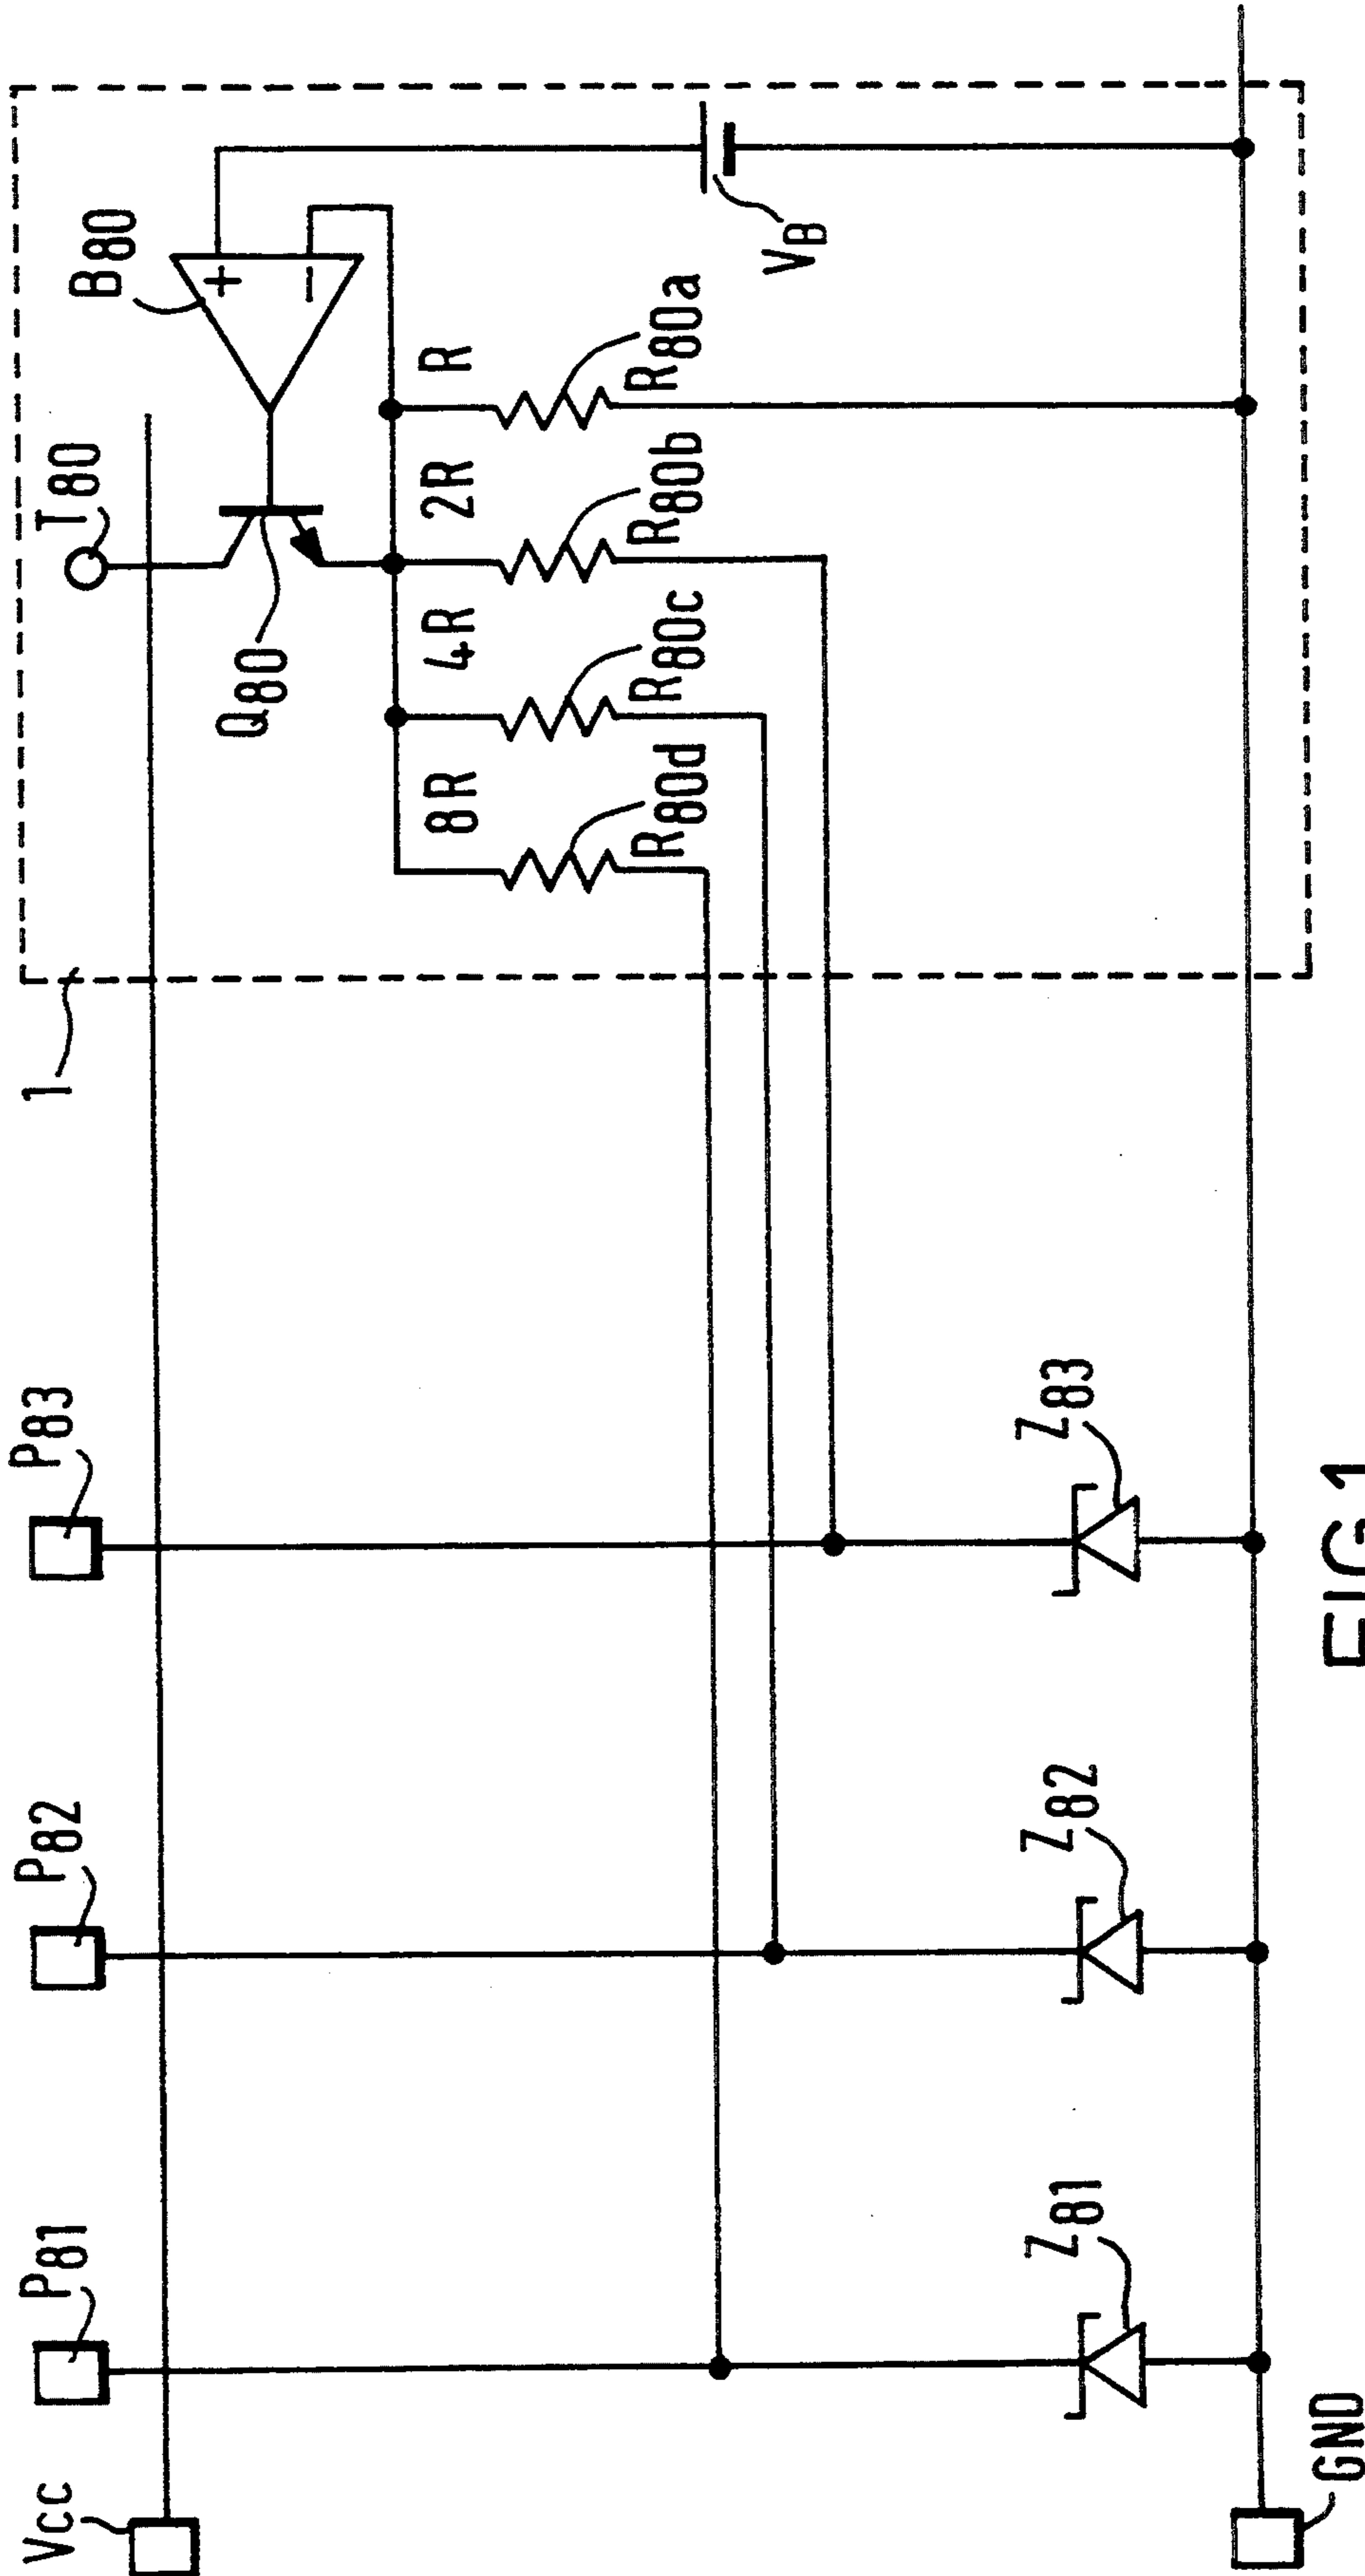 Vcc
P81
P82
P83
1
T80
Q80
B80
+
−
8R
4R
2R
R
R80d
R80c
R80b
R80a
VB
Z81
Z82
Z83
GND
FIG.1